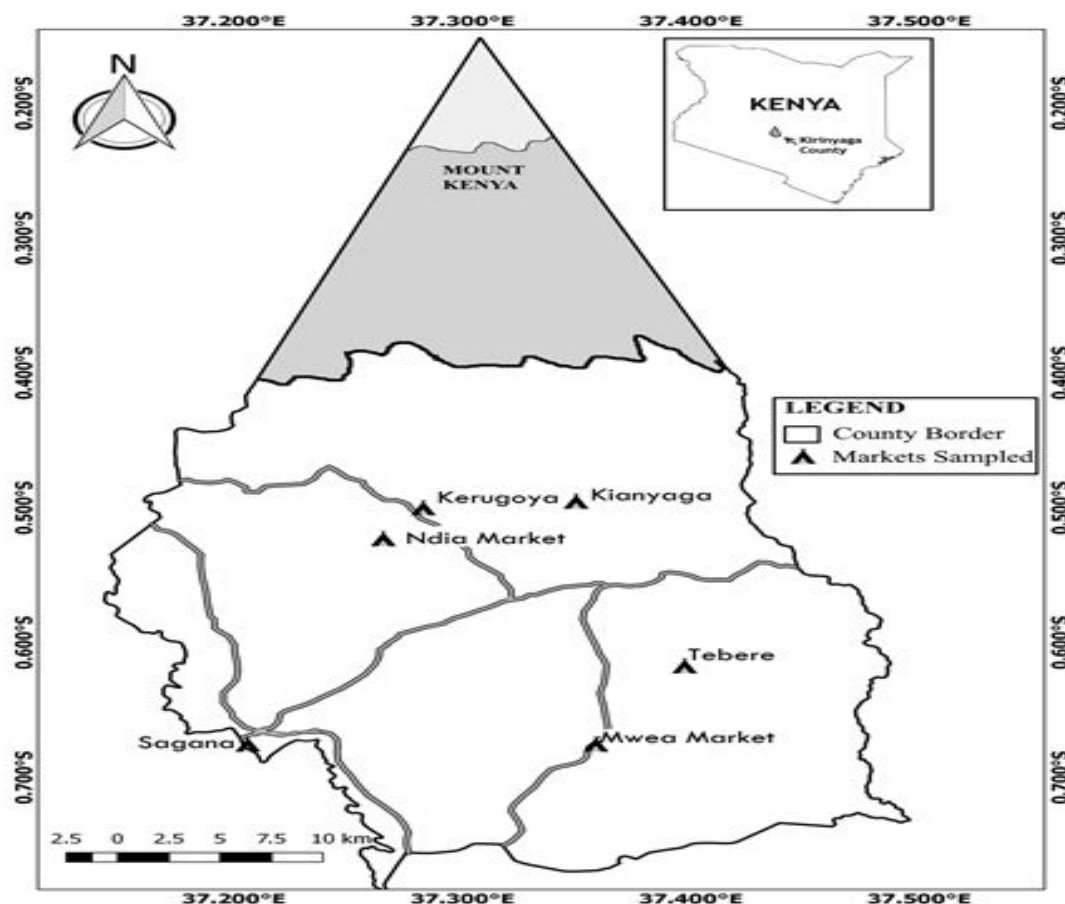 37.200°E 37.300°E 37.400°E 37.500°E
N
KENYA
Kirinyaga
County
0.200°S
0.200°S
MOUNT
KENYA
0.300°S
0.300°S
0.400°S
0.400°S
LEGEND
County Border
Markets Sampled
Kerugoya
Kianyaga
0.500°S
0.500°S
Ndia Market
0.600°S
0.600°S
Tebere
Sagana
Mwea Market
0.700°S
0.700°S
2.5 0 2.5 5 7.5 10 km
37.200°E 37.300°E 37.400°E 37.500°E